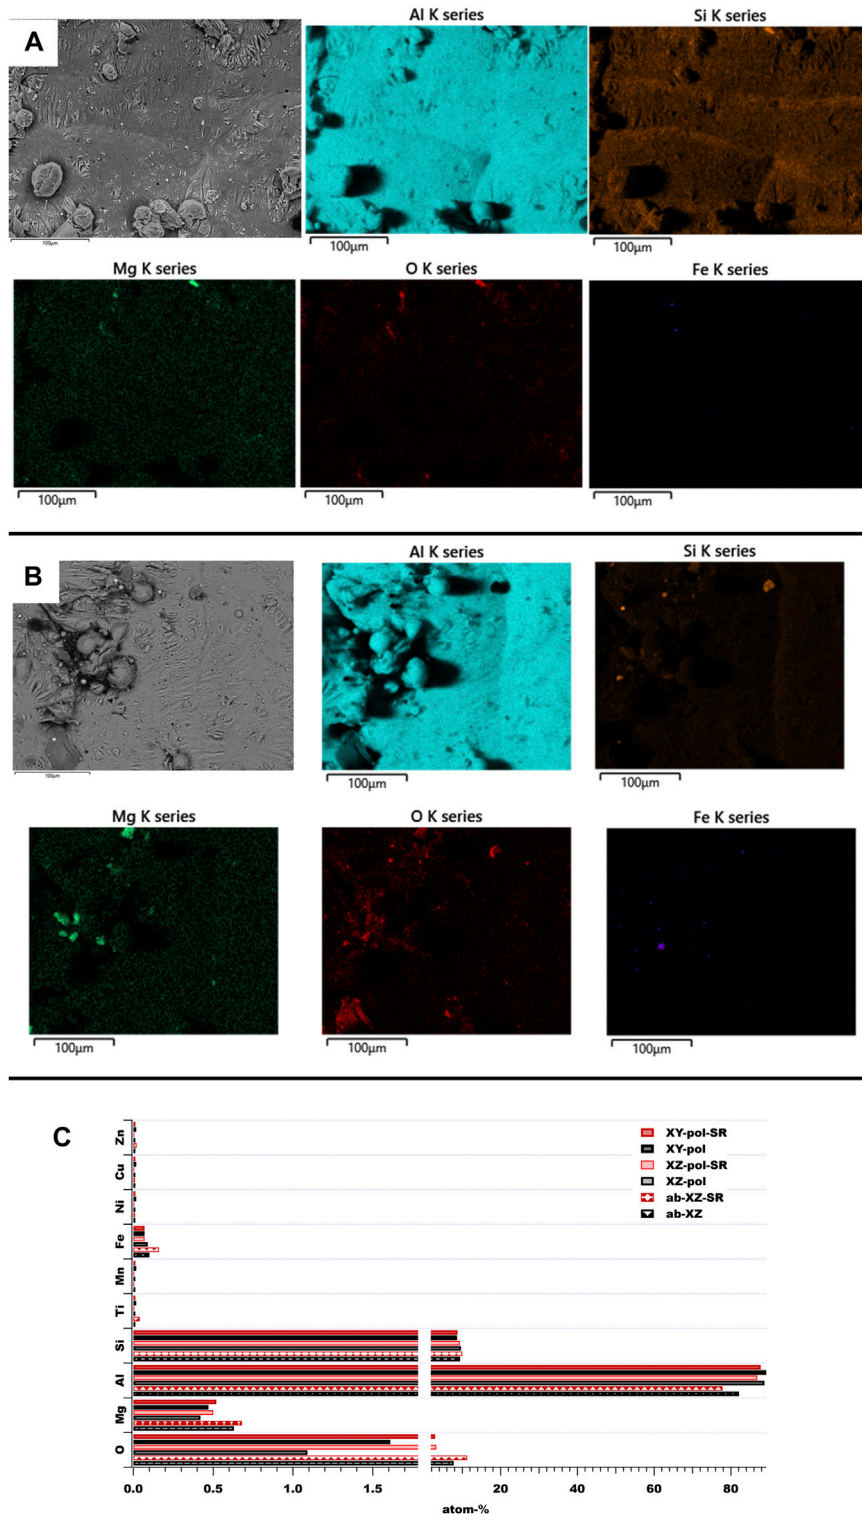 A
Al K series
Si K series
100µm
100µm
100µm
Mg K series
O K series
Fe K series
100µm
100µm
100µm
B
Al K series
Si K series
100µm
100µm
100µm
Mg K series
O K series
Fe K series
100µm
100µm
100µm
C
XY-pol-SR
XY-pol
XZ-pol-SR
XZ-pol
ab-XZ-SR
ab-XZ
Zn
Cu
Ni
Fe
Mn
Ti
Si
Al
Mg
O
0.0
0.5
1.0
1.5
20
40
60
80
atom-%